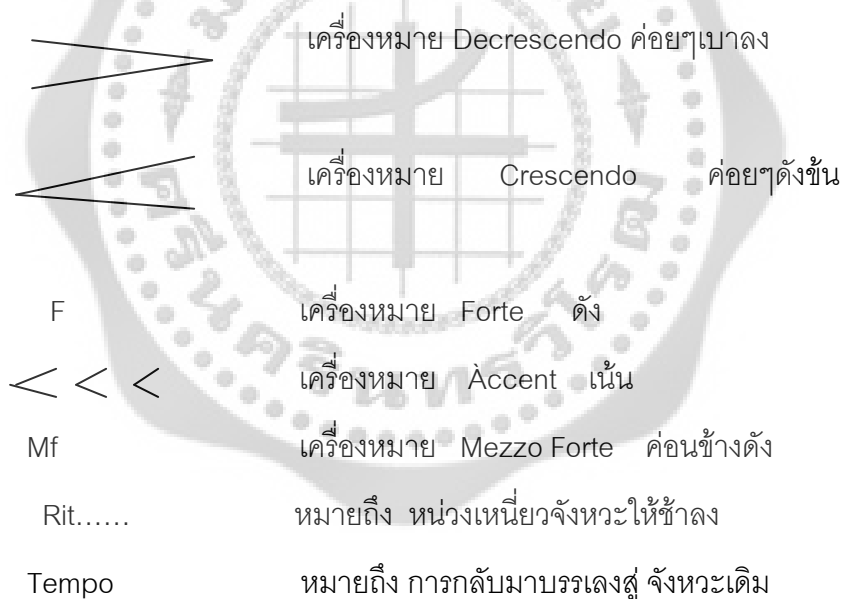 เครื่องหมาย Decrescendo ค่อยๆเบาลง
เครื่องหมาย Crescendo ค่อยๆดังข้น
F เครื่องหมาย Forte ดัง
เครื่องหมาย Àccent เน้น
Mf เครื่องหมาย Mezzo Forte ค่อนข้างดัง
Rit…… หมายถึง หน่วงเหนี่ยวจังหวะให้ช้าลง
Tempo หมายถึง การกลับมาบรรเลงสู่ จังหวะเดิม